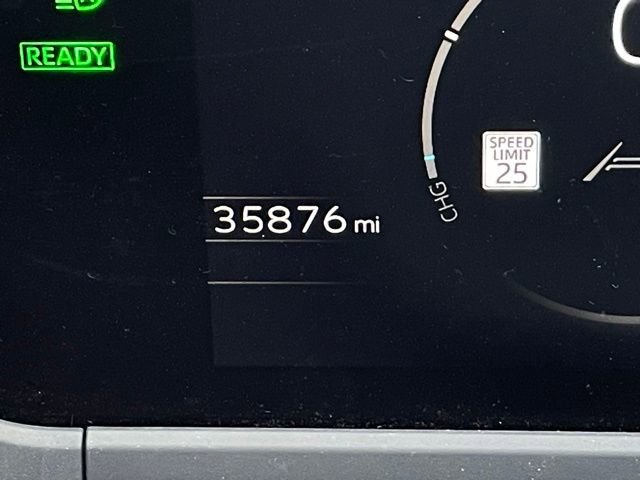 READY
SPEED
LIMIT
25
CHG
35876 mi